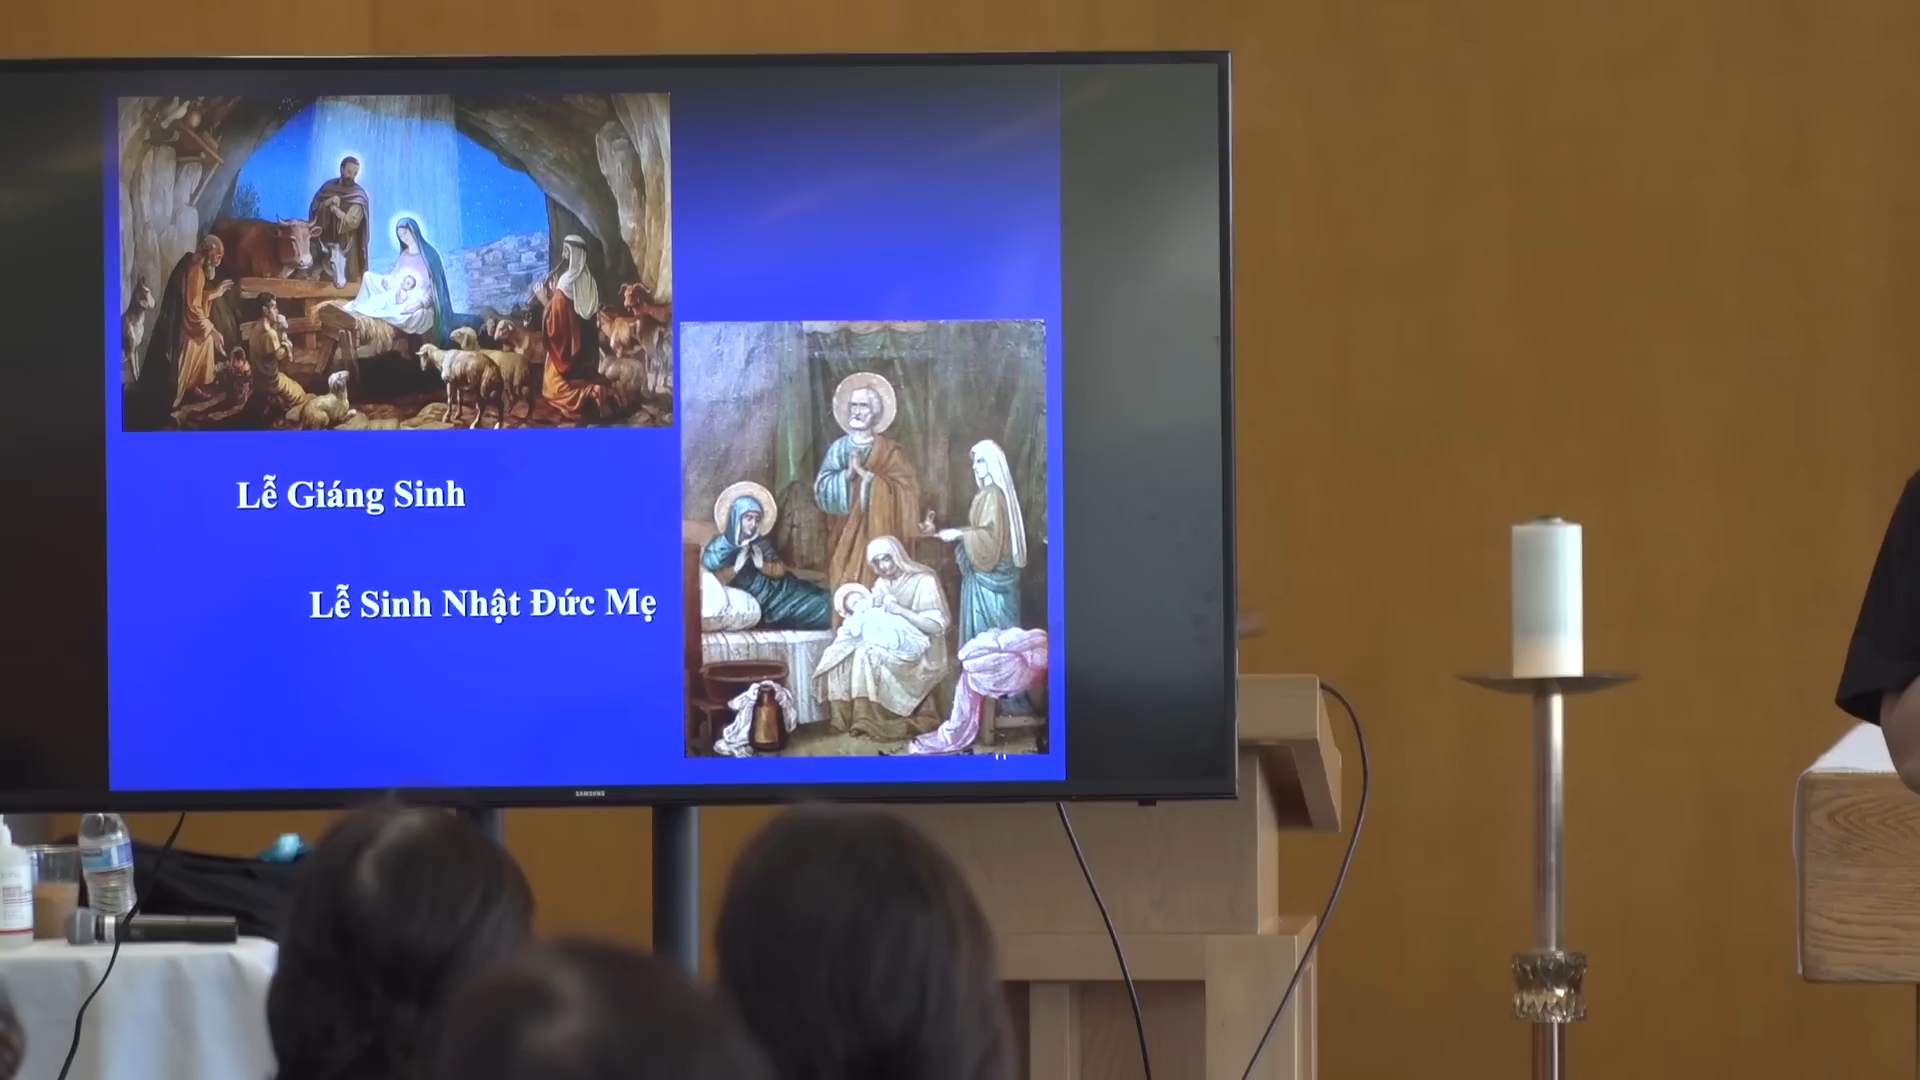 Lễ Giáng Sinh
Lễ Sinh Nhật Đức Mẹ
SAMSUNG